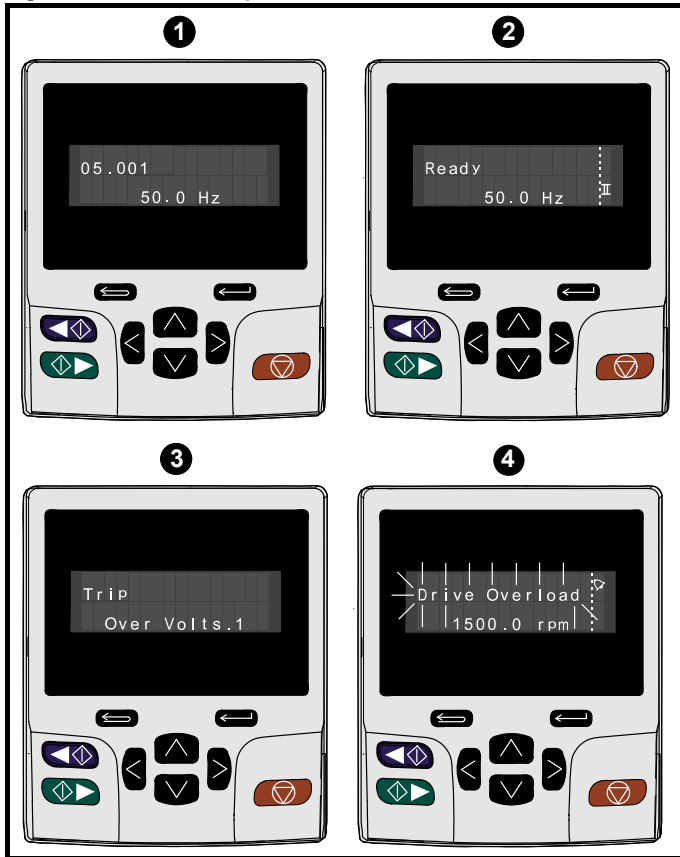 1
2
05.001
50.0 Hz
Ready
50.0 Hz
3
4
Trip
Over Volts.1
Drive Overload
1500.0 rpm